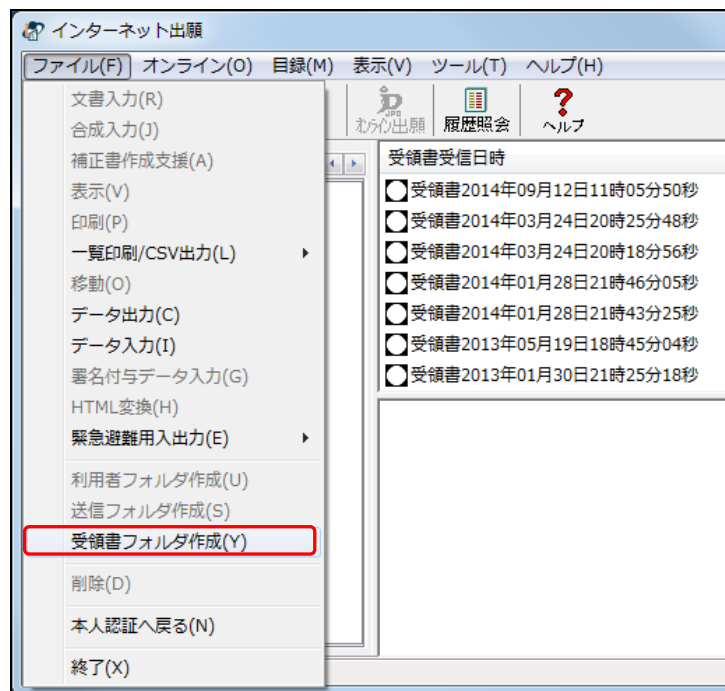 インターネット出願
ファイル(F) オンライン(O) 目録(M) 表示(V) ツール(T) ヘルプ(H)
文書入力(R)
合成入力(J)
補正書作成支援(A)
表示(V)
印刷(P)
一覧印刷/CSV出力(L)
移動(O)
データ出力(C)
データ入力(I)
署名付与データ入力(G)
HTML変換(H)
緊急避難用入出力(E)
利用者フォルダ作成(U)
送信フォルダ作成(S)
受領書フォルダ作成(Y)
削除(D)
本人認証へ戻る(N)
終了(X)
JPO
オンライン出願 履歴照会 ヘルプ
受領書受信日時
受領書2014年09月12日11時05分50秒
受領書2014年03月24日20時25分48秒
受領書2014年03月24日20時18分56秒
受領書2014年01月28日21時46分05秒
受領書2014年01月28日21時43分25秒
受領書2013年05月19日18時45分04秒
受領書2013年01月30日21時25分18秒